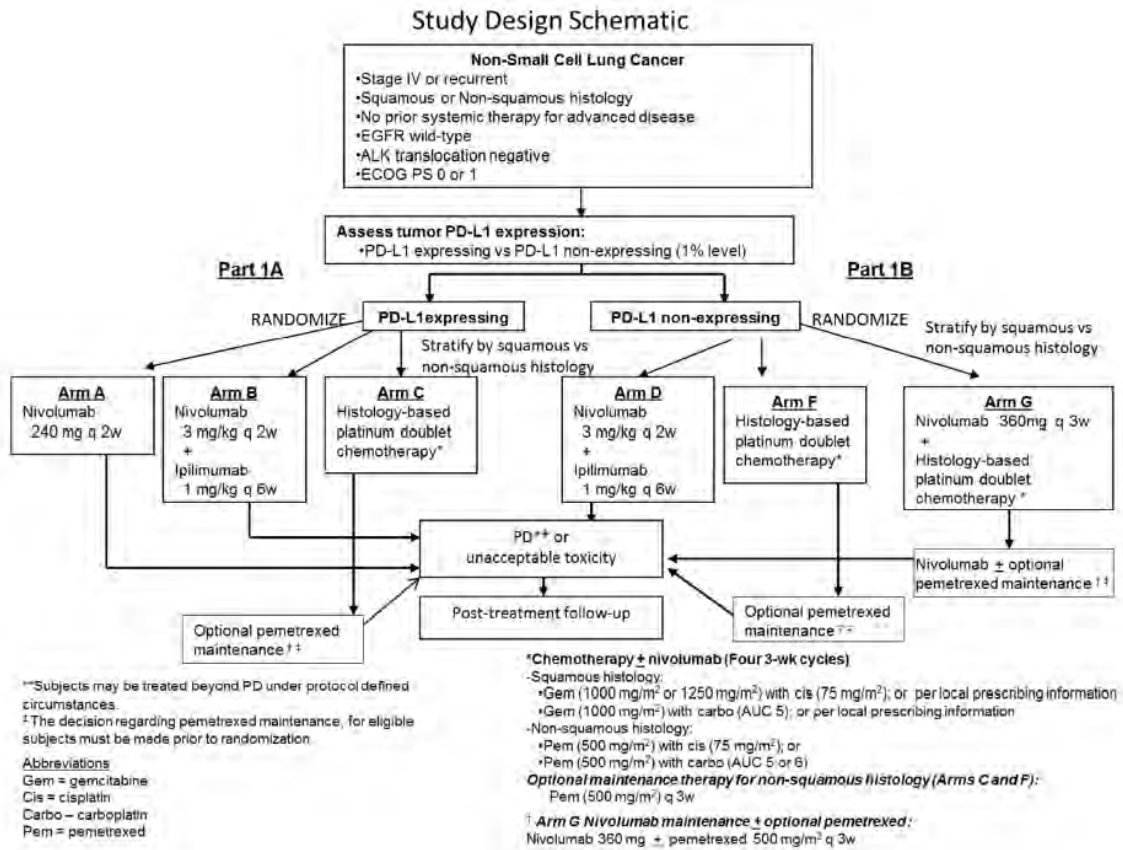 Study Design Schematic
Non-Small Cell Lung Cancer
•Stage IV or recurrent
•Squamous or Non-squamous histology
•No prior systemic therapy for advanced disease
•EGFR wild-type
•ALK translocation negative
•ECOG PS 0 or 1
Assess tumor PD-L1 expression:
•PD-L1 expressing vs PD-L1 non-expressing (1% level)
Part 1A
Part 1B
RANDOMIZE
PD-L1expressing
PD-L1 non-expressing
RANDOMIZE
Stratify by squamous vs
non-squamous histology
Stratify by squamous vs
non-squamous histology
Arm A
Nivolumab
240 mg q 2w
Arm B
Nivolumab
3 mg/kg q 2w
+
Ipilimumab
1 mg/kg q 6w
Arm C
Histology-based
platinum doublet
chemotherapy*
Arm D
Nivolumab
3 mg/kg q 2w
+
Ipilimumab
1 mg/kg q 6w
Arm F
Histology-based
platinum doublet
chemotherapy*
Arm G
Nivolumab 360mg q 3w
+
Histology-based
platinum doublet
chemotherapy *
PD** or
unacceptable toxicity
Nivolumab ± optional
pemetrexed maintenance †‡
Post-treatment follow-up
Optional pemetrexed
maintenance †‡
Optional pemetrexed
maintenance
**Subjects may be treated beyond PD under protocol defined
circumstances.
‡ The decision regarding pemetrexed maintenance, for eligible
subjects must be made prior to randomization
Abbreviations
Gem = gemcitabine
Cis = cisplatin
Carbo – carboplatin
Pem = pemetrexed
*Chemotherapy ± nivolumab (Four 3-wk cycles)
-Squamous histology:
•Gem (1000 mg/m² or 1250 mg/m²) with cis (75 mg/m²); or per local prescribing information
•Gem (1000 mg/m²) with carbo (AUC 5); or per local prescribing information
-Non-squamous histology:
•Pem (500 mg/m²) with cis (75 mg/m²); or
•Pem (500 mg/m²) with carbo (AUC 5 or 6)
Optional maintenance therapy for non-squamous histology (Arms C and F):
Pem (500 mg/m²) q 3w
† Arm G Nivolumab maintenance ± optional pemetrexed:
Nivolumab 360 mg ± pemetrexed 500 mg/m² q 3w